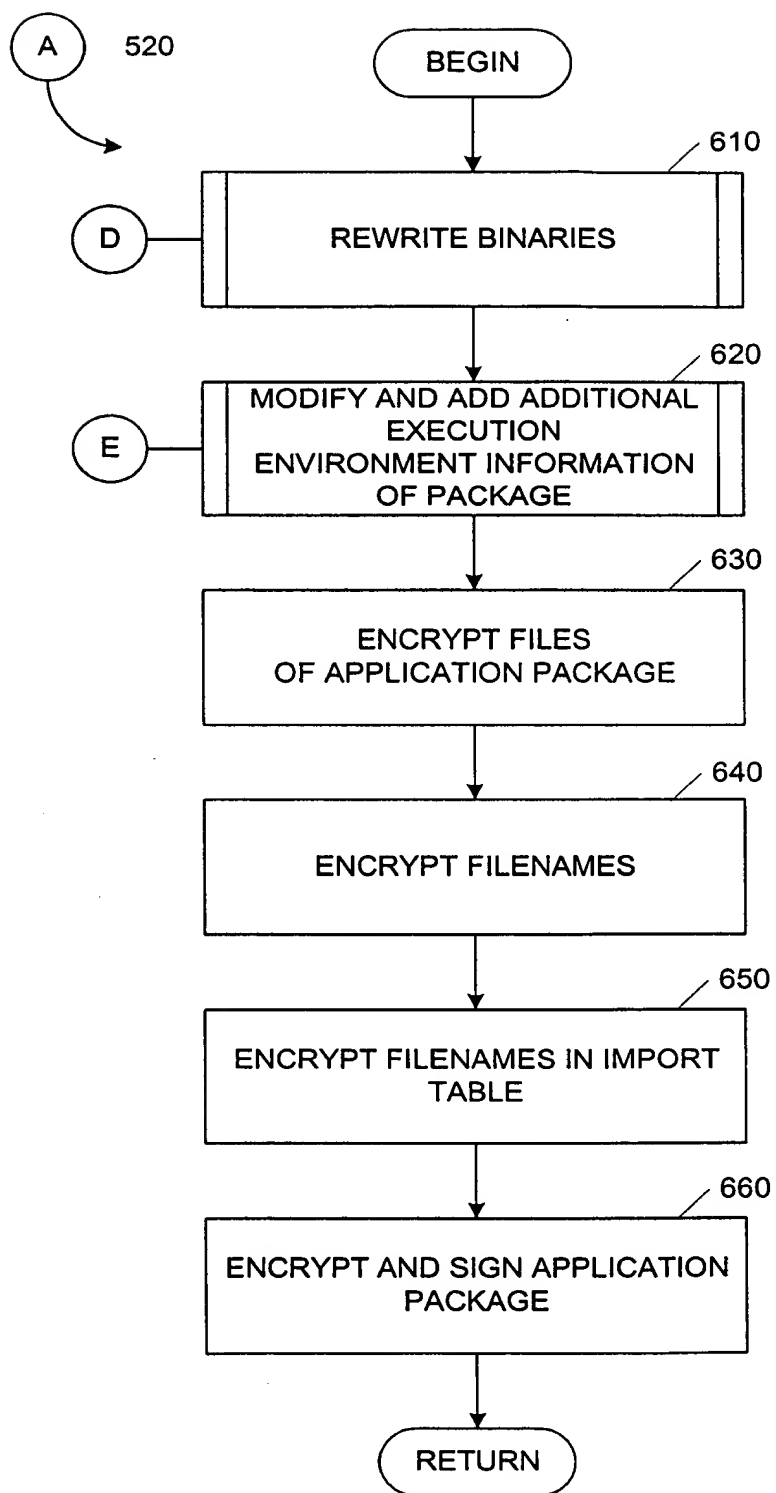 A
520
BEGIN
610
D
REWRITE BINARIES
620
E
MODIFY AND ADD ADDITIONAL
EXECUTION
ENVIRONMENT INFORMATION
OF PACKAGE
630
ENCRYPT FILES
OF APPLICATION PACKAGE
640
ENCRYPT FILENAMES
650
ENCRYPT FILENAMES IN IMPORT
TABLE
660
ENCRYPT AND SIGN APPLICATION
PACKAGE
RETURN